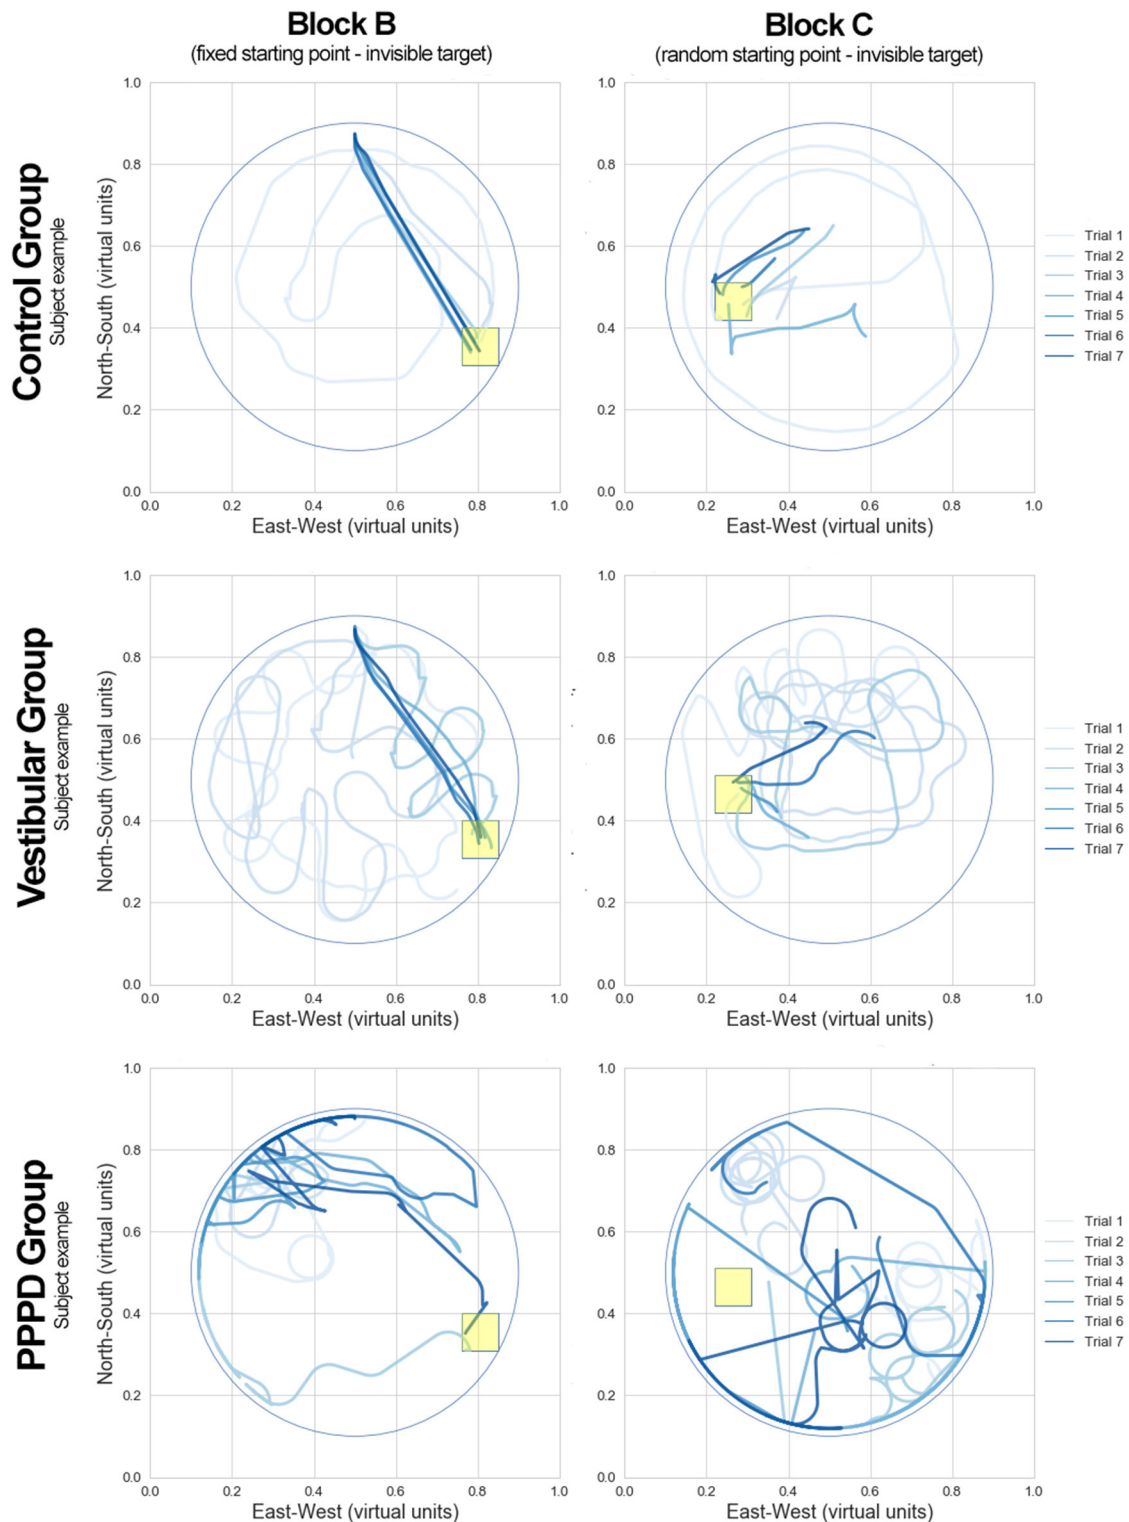 Block B
(fixed starting point - invisible target)
Block C
(random starting point - invisible target)
Control Group
Subject example
North-South (virtual units)
1.0
0.8
0.6
0.4
0.2
0.0
0.0 0.2 0.4 0.6 0.8 1.0
East-West (virtual units)
1.0
0.8
0.6
0.4
0.2
0.0
0.0 0.2 0.4 0.6 0.8 1.0
East-West (virtual units)
Trial 1
Trial 2
Trial 3
Trial 4
Trial 5
Trial 6
Trial 7
Vestibular Group
Subject example
North-South (virtual units)
1.0
0.8
0.6
0.4
0.2
0.0
0.0 0.2 0.4 0.6 0.8 1.0
East-West (virtual units)
1.0
0.8
0.6
0.4
0.2
0.0
0.0 0.2 0.4 0.6 0.8 1.0
East-West (virtual units)
Trial 1
Trial 2
Trial 3
Trial 4
Trial 5
Trial 6
Trial 7
PPPD Group
Subject example
North-South (virtual units)
1.0
0.8
0.6
0.4
0.2
0.0
0.0 0.2 0.4 0.6 0.8 1.0
East-West (virtual units)
1.0
0.8
0.6
0.4
0.2
0.0
0.0 0.2 0.4 0.6 0.8 1.0
East-West (virtual units)
Trial 1
Trial 2
Trial 3
Trial 4
Trial 5
Trial 6
Trial 7